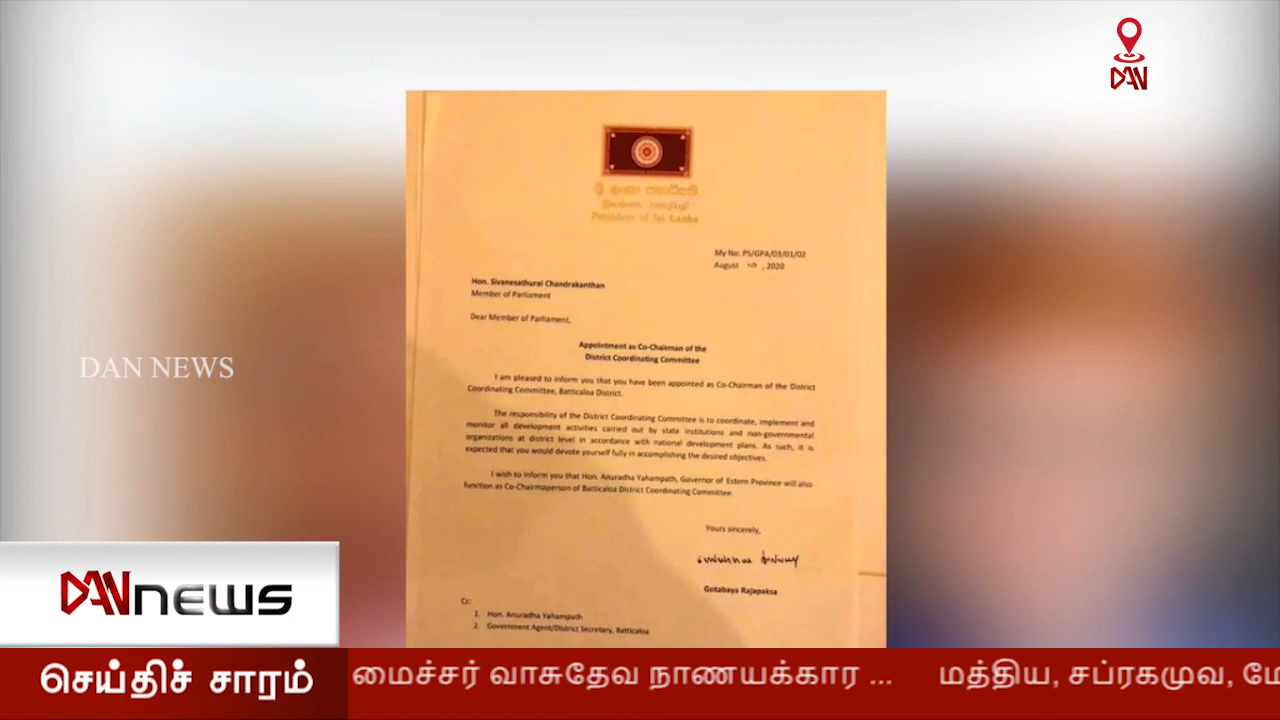 DAN
ශ්‍රී ලංකා ජනාධිපති
President of Sri Lanka
My No: PS/GPA/03/01/02
August , 2020
Hon. Sivanesathurai Chandrakanthan
Member of Parliament
Dear Member of Parliament,
Appointment as Co-Chairman of the
District Coordinating Committee
I am pleased to inform you that you have been appointed as Co-Chairman of the District
Coordinating Committee, Batticaloa District.
The responsibility of the District Coordinating Committee is to coordinate, implement and
monitor all development activities carried out by state institutions and non-governmental
organizations at district level in accordance with national development plans. As such, it is
expected that you would devote yourself fully in accomplishing the desired objectives.
I wish to inform you that Hon. Anuradha Yahampath, Governor of Estern Province will also
function as Co-Chairmaperson of Batticaloa District Coordinating Committee.
Yours sincerely,
Gotabaya Rajapaksa
Cc:
1. Hon. Anuradha Yahampath
2. Government Agent/District Secretary, Batticaloa
DAN NEWS
DAN news
செய்திச் சாரம்
மைச்சர் வாசுதேவ நாணயக்கார ... மத்திய, சப்ரகமுவ, மே